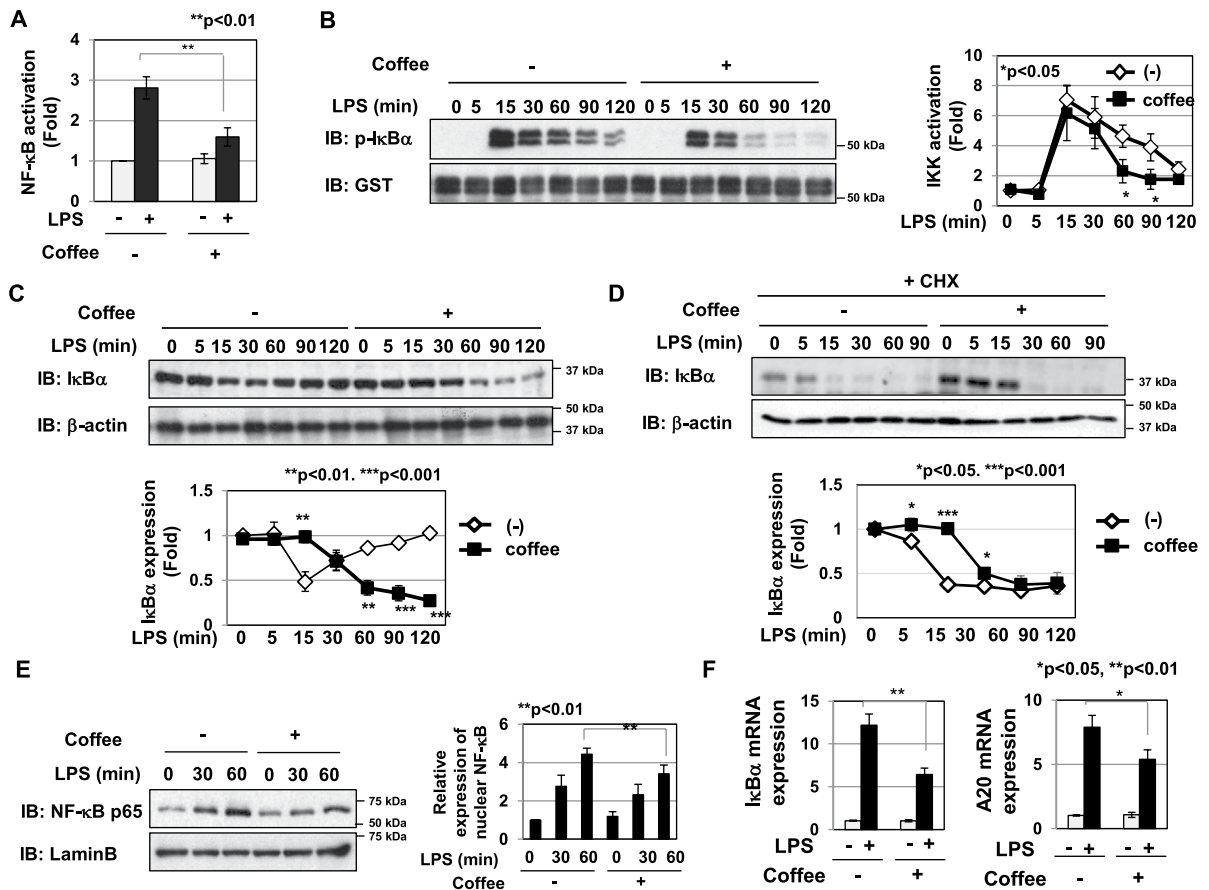 A
**p<0.01
NF-κB activation
(Fold)
4
3
2
1
0
**
LPS - + - +
Coffee - +
B
Coffee - +
LPS (min) 0 5 15 30 60 90 120 0 5 15 30 60 90 120
IB: p-IκBα
50 kDa
IB: GST
50 kDa
IKK activation
(Fold)
10
8
6
4
2
0
*p<0.05
(-)
coffee
* *
LPS (min) 0 5 15 30 60 90 120
C
Coffee - +
LPS (min) 0 5 15 30 60 90 120 0 5 15 30 60 90 120
IB: IκBα
37 kDa
IB: β-actin
50 kDa
37 kDa
**p<0.01. ***p<0.001
IκBα expression
(Fold)
1.5
1
0.5
0
**
** *** ***
(-)
coffee
LPS (min) 0 5 15 30 60 90 120
D
+ CHX
Coffee - +
LPS (min) 0 5 15 30 60 90 0 5 15 30 60 90
IB: IκBα
37 kDa
IB: β-actin
50 kDa
37 kDa
*p<0.05. ***p<0.001
IκBα expression
(Fold)
1.5
1
0.5
0
* *** *
(-)
coffee
LPS (min) 0 5 15 30 60 90 120
E
Coffee - +
LPS (min) 0 30 60 0 30 60
IB: NF-κB p65
75 kDa
50 kDa
IB: LaminB
75 kDa
**p<0.01
Relative
expression of
nuclear NF-κB
6
4
2
0
**
LPS (min) 0 30 60 0 30 60
Coffee - +
F
*p<0.05, **p<0.01
IκBα mRNA
expression
15
10
5
0
**
LPS - + - +
Coffee - +
A20 mRNA
expression
10
5
0
*
- + - +
Coffee - +